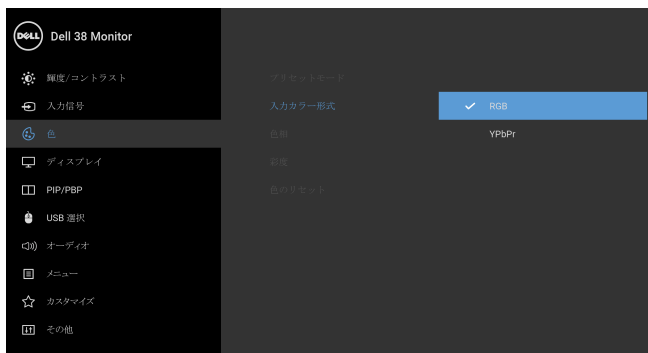 DELL
Dell 38 Monitor
輝度/コントラスト
入力信号
色
ディスプレイ
PIP/PBP
USB 選択
オーディオ
メニュー
カスタマイズ
その他
プリセットモード
入力カラー形式
色相
彩度
色のリセット
RGB
YPbPr